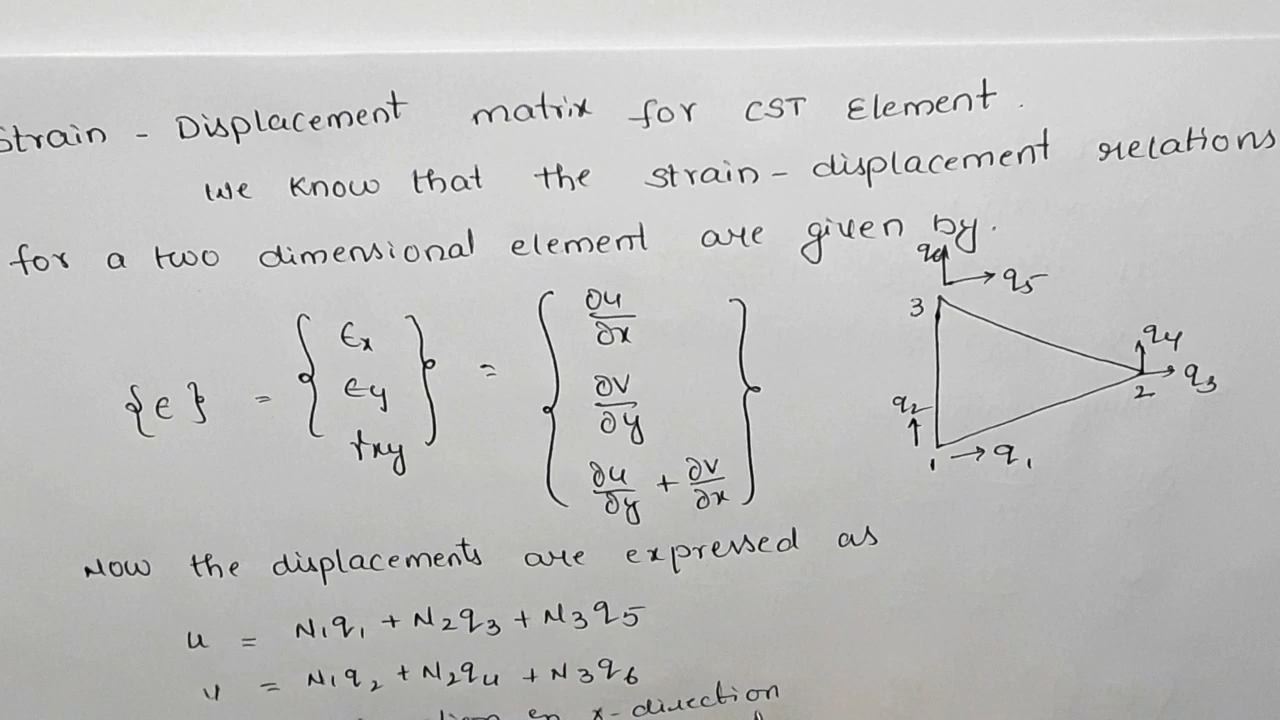 Strain - Displacement matrix for CST Element.
We know that the strain - displacement relations
for a two dimensional element are given by.
{ϵ} = {ϵx ϵy γxy} = {∂u/∂x ∂v/∂y ∂u/∂y + ∂v/∂x}
q6
q5
3
q4
q3
2
q2
1
q1
Now the displacements are expressed as
u = N1q1 + N2q3 + N3q5
v = N1q2 + N2q4 + N3q6
x-direction